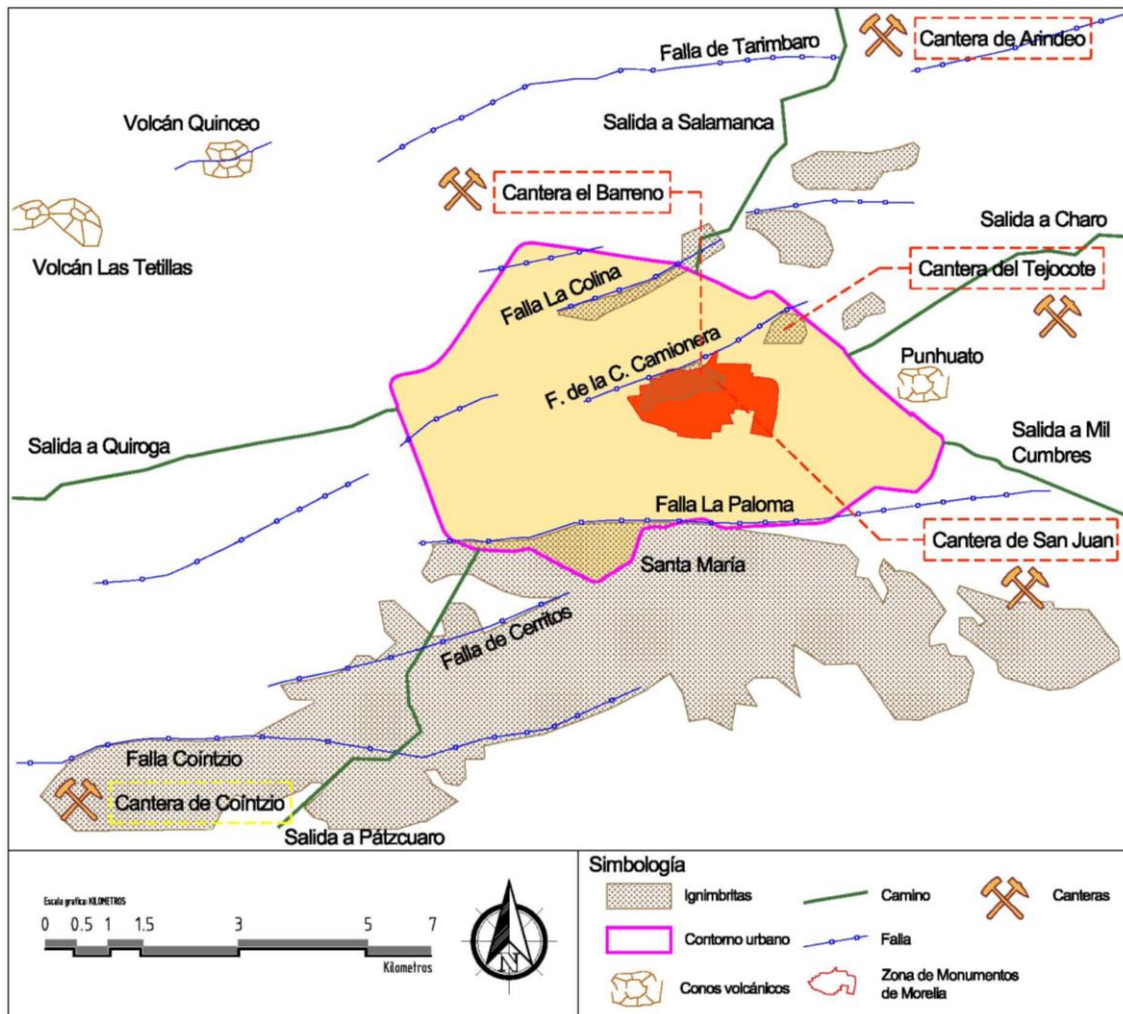 Falla de Tarimbaro
Cantera de Arindeo
Volcán Quinceo
Salida a Salamanca
Cantera el Barreno
Salida a Charo
Volcán Las Tetillas
Cantera del Tejocote
Falla La Colina
F. de la C. Camionera
Punhuato
Salida a Quiroga
Salida a Mil
Cumbres
Falla La Paloma
Cantera de San Juan
Santa María
Falla de Cerritos
Falla Coíntzio
Cantera de Coíntzio
Salida a Pátzcuaro
Escala grafica: KILOMETROS
0 0.5 1 1.5 3 5 7
Kilometros
N
Simbología
Ignimbritas
Camino
Canteras
Contorno urbano
Falla
Conos volcánicos
Zona de Monumentos
de Morelia